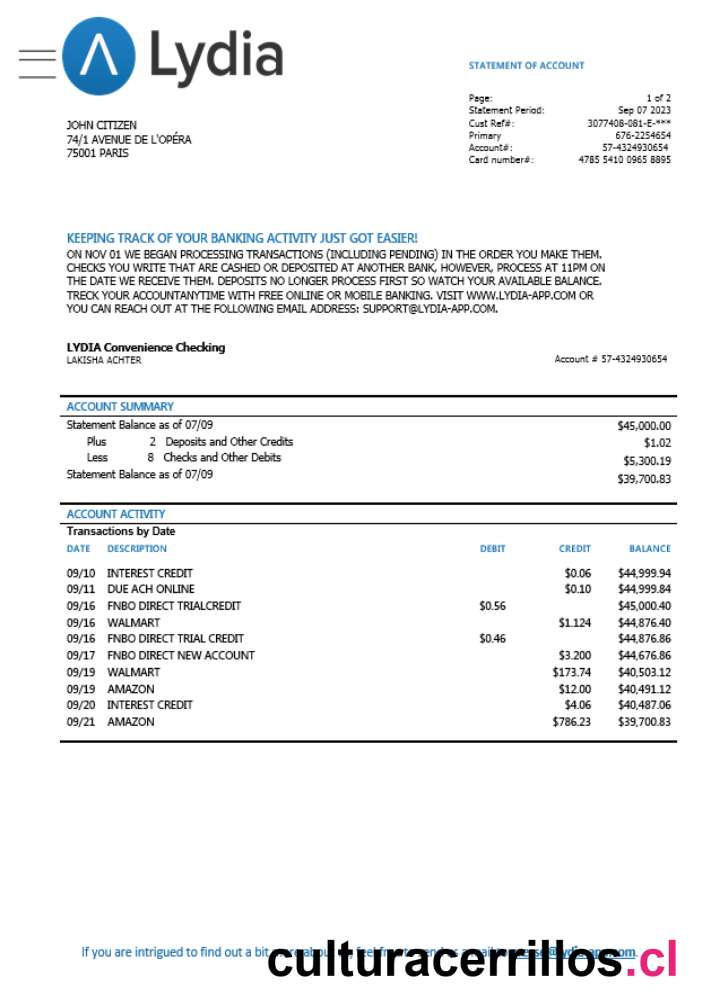 Lydia
STATEMENT OF ACCOUNT
Page: 1 of 2
Statement Period: Sep 07 2023
Cust Ref#: 3077408-081-E-***
Primary 676-2254654
Account#: 57-4324930654
Card number#: 4785 5410 0965 8895
JOHN CITIZEN
74/1 AVENUE DE L'OPÉRA
75001 PARIS
KEEPING TRACK OF YOUR BANKING ACTIVITY JUST GOT EASIER!
ON NOV 01 WE BEGAN PROCESSING TRANSACTIONS (INCLUDING PENDING) IN THE ORDER YOU MAKE THEM.
CHECKS YOU WRITE THAT ARE CASHED OR DEPOSITED AT ANOTHER BANK, HOWEVER, PROCESS AT 11PM ON
THE DATE WE RECEIVE THEM. DEPOSITS NO LONGER PROCESS FIRST SO WATCH YOUR AVAILABLE BALANCE.
TRECK YOUR ACCOUNTANYTIME WITH FREE ONLINE OR MOBILE BANKING. VISIT WWW.LYDIA-APP.COM OR
YOU CAN REACH OUT AT THE FOLLOWING EMAIL ADDRESS: SUPPORT@LYDIA-APP.COM.
LYDIA Convenience Checking
LAKISHA ACHTER Account # 57-4324930654
ACCOUNT SUMMARY
Statement Balance as of 07/09 $45,000.00
Plus 2 Deposits and Other Credits $1.02
Less 8 Checks and Other Debits $5,300.19
Statement Balance as of 07/09 $39,700.83
ACCOUNT ACTIVITY
Transactions by Date
DATE DESCRIPTION DEBIT CREDIT BALANCE
09/10 INTEREST CREDIT $0.06 $44,999.94
09/11 DUE ACH ONLINE $0.10 $44,999.84
09/16 FNBO DIRECT TRIALCREDIT $0.56 $45,000.40
09/16 WALMART $1.124 $44,876.40
09/16 FNBO DIRECT TRIAL CREDIT $0.46 $44,876.86
09/17 FNBO DIRECT NEW ACCOUNT $3.200 $44,676.86
09/19 WALMART $173.74 $40,503.12
09/19 AMAZON $12.00 $40,491.12
09/20 INTEREST CREDIT $4.06 $40,487.06
09/21 AMAZON $786.23 $39,700.83
If you are intrigued to find out a bit
culturacerrillos.cl